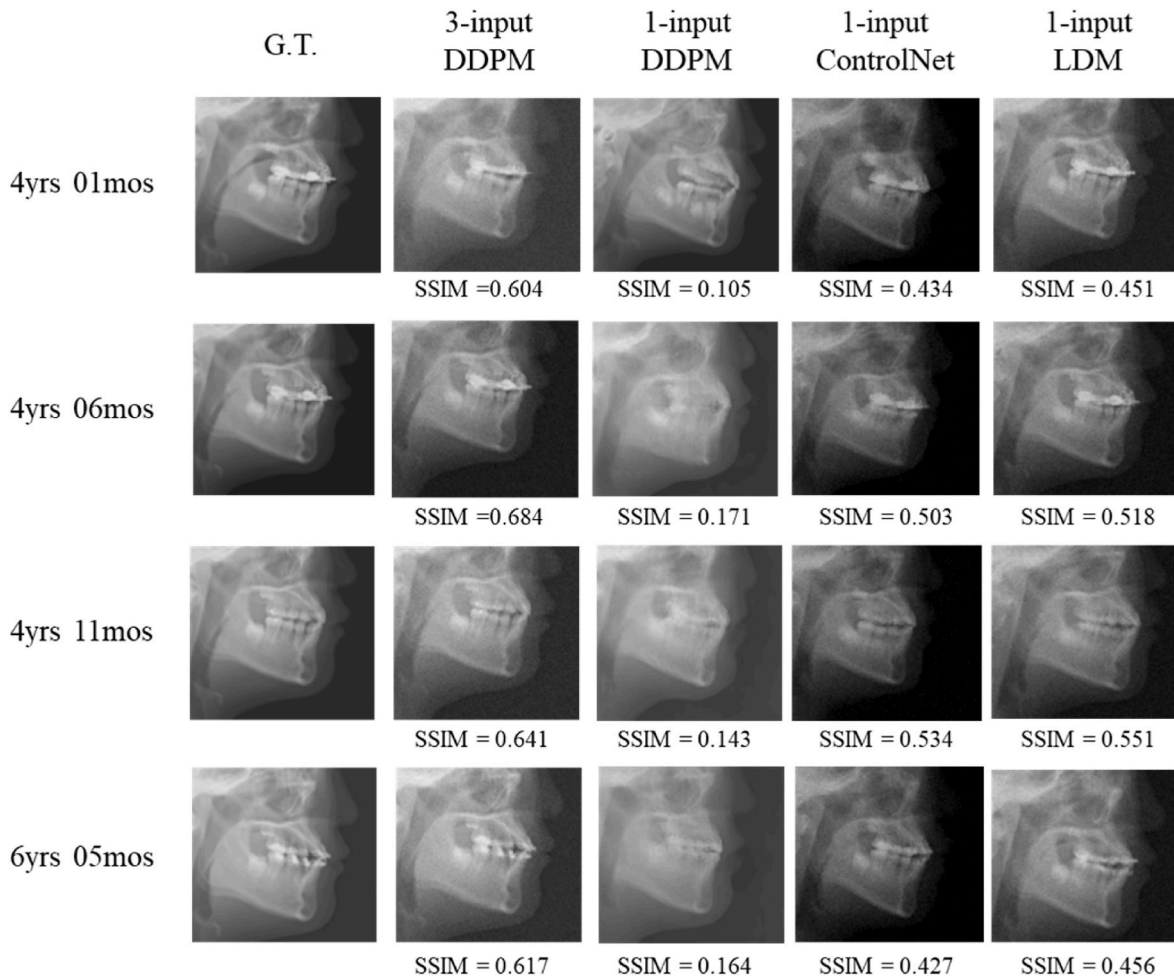 G.T.
3-input
DDPM
1-input
DDPM
1-input
ControlNet
1-input
LDM
4yrs 01mos
SSIM =0.604
SSIM = 0.105
SSIM = 0.434
SSIM = 0.451
4yrs 06mos
SSIM =0.684
SSIM = 0.171
SSIM = 0.503
SSIM = 0.518
4yrs 11mos
SSIM = 0.641
SSIM = 0.143
SSIM = 0.534
SSIM = 0.551
6yrs 05mos
SSIM = 0.617
SSIM = 0.164
SSIM = 0.427
SSIM = 0.456